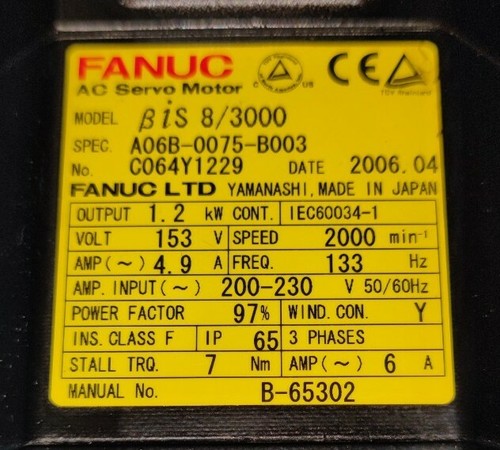 FANUC
AC Servo Motor
C US
CE
TÜV Rheinland
MODEL βiS 8/3000
SPEC. A06B-0075-B003
No. C064Y1229 DATE 2006.04
FANUC LTD YAMANASHI, MADE IN JAPAN
OUTPUT 1.2 kW CONT. IEC60034-1
VOLT 153 V SPEED 2000 min⁻¹
AMP(～) 4.9 A FREQ. 133 Hz
AMP. INPUT(～) 200-230 V 50/60Hz
POWER FACTOR 97% WIND. CON. Y
INS. CLASS F IP 65 3 PHASES
STALL TRQ. 7 Nm AMP(～) 6 A
MANUAL No. B-65302